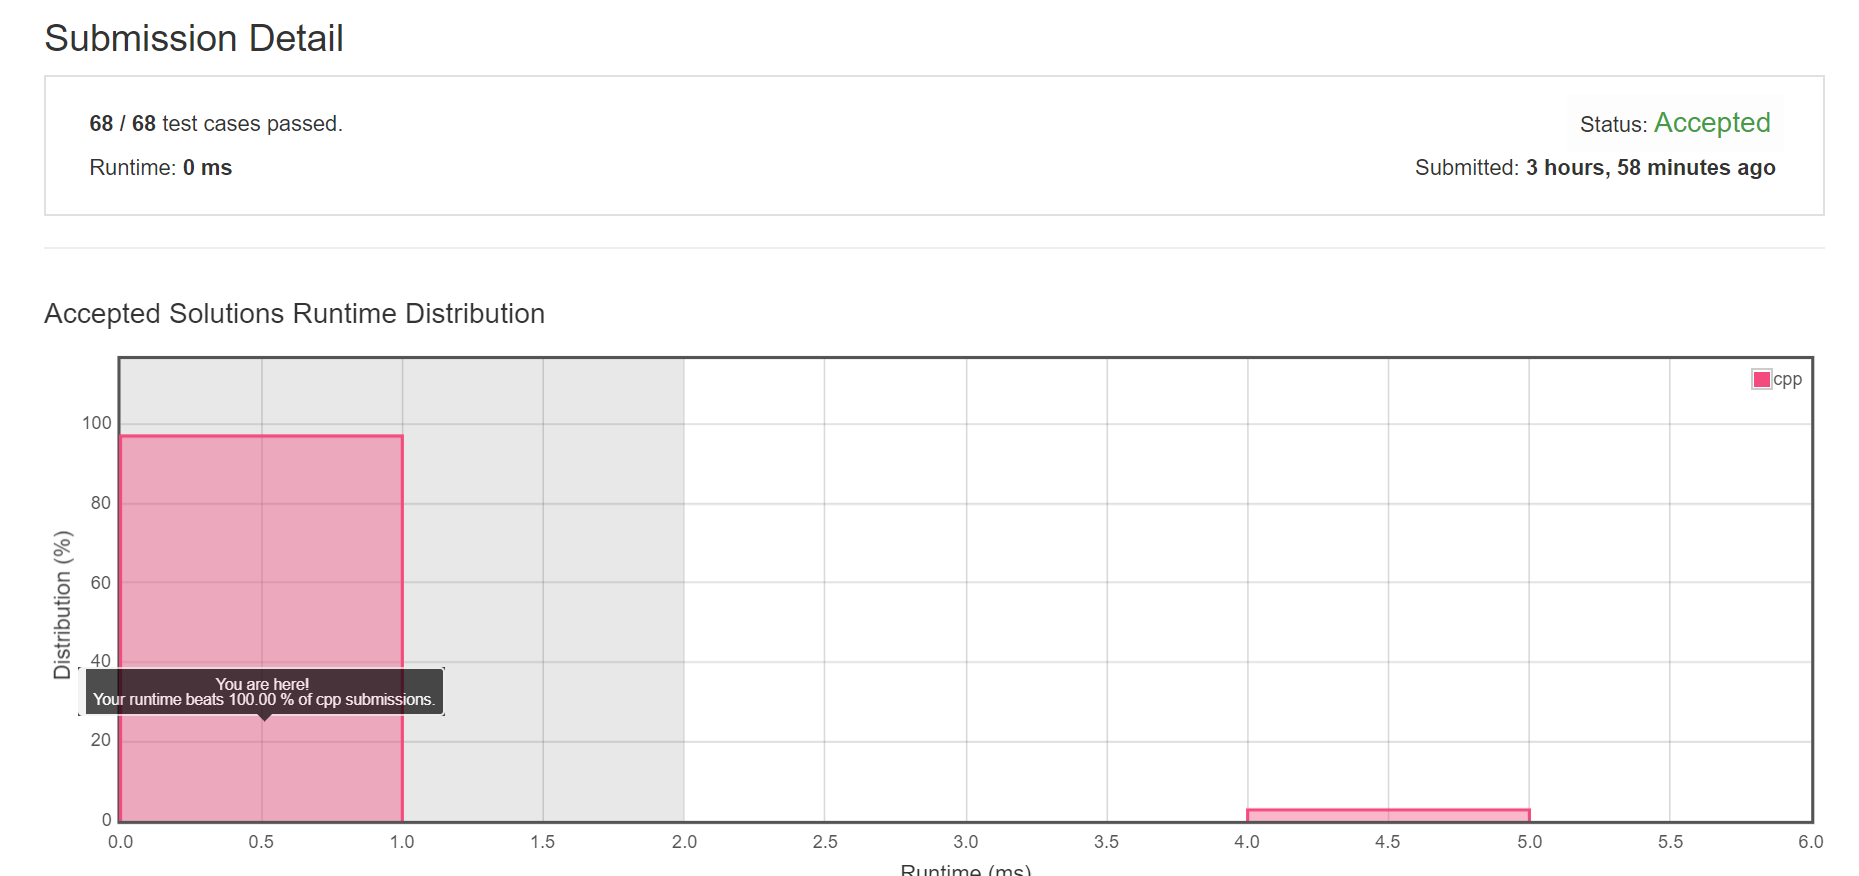 Submission Detail
68 / 68 test cases passed.
Status: Accepted
Runtime: 0 ms
Submitted: 3 hours, 58 minutes ago
Accepted Solutions Runtime Distribution
cpp
Distribution (%)
100
80
60
40
20
0
You are here!
Your runtime beats 100.00 % of cpp submissions.
0.0 0.5 1.0 1.5 2.0 2.5 3.0 3.5 4.0 4.5 5.0 5.5 6.0
Runtime (ms)